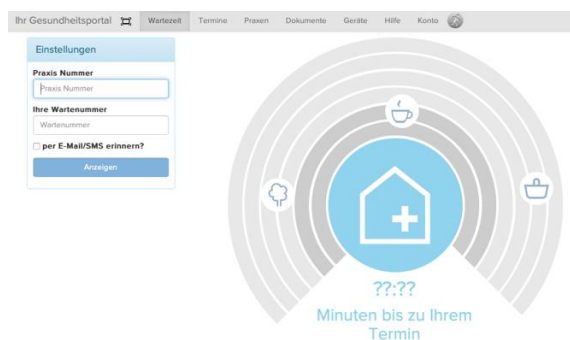 Ihr Gesundheitsportal Wartezeit Termine Praxen Dokumente Geräte Hilfe Konto
Einstellungen
Praxis Nummer
Praxis Nummer
Ihre Wartenummer
Wartenummer
per E-Mail/SMS erinnern?
Anzeigen
??:??
Minuten bis zu Ihrem
Termin